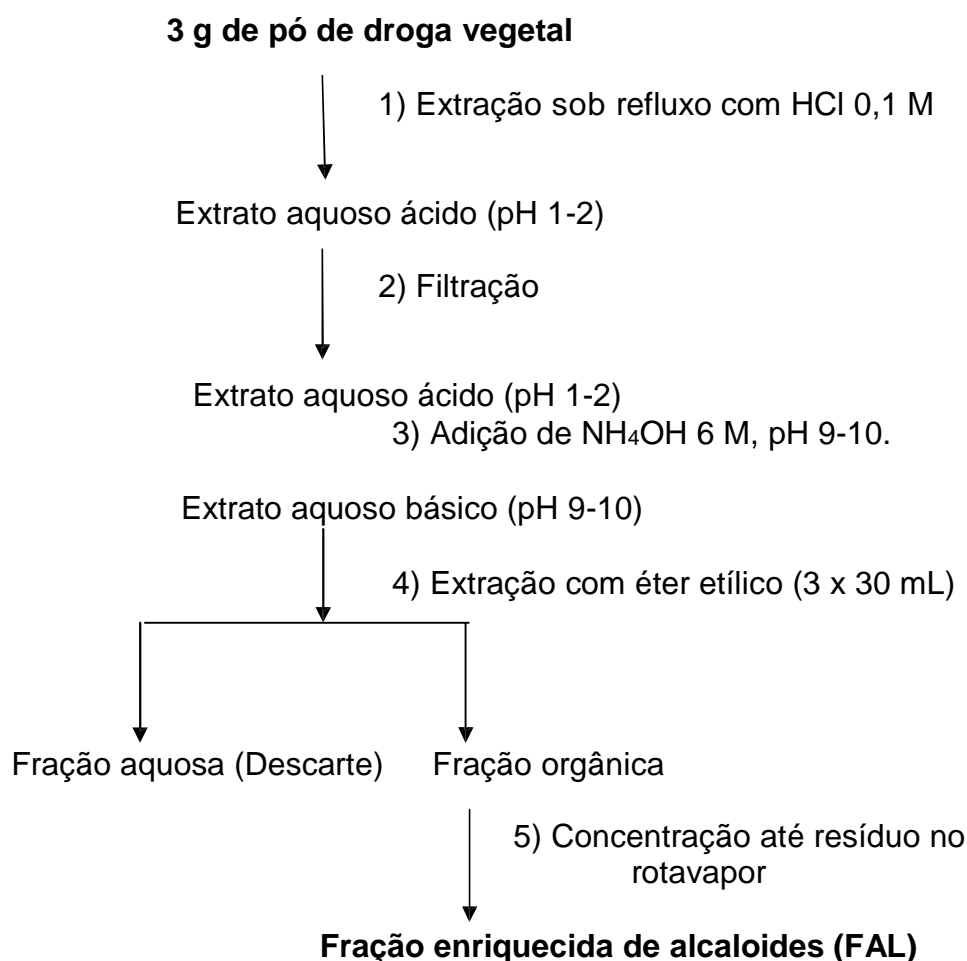 3 g de pó de droga vegetal
1) Extração sob refluxo com HCl 0,1 M
Extrato aquoso ácido (pH 1-2)
2) Filtração
Extrato aquoso ácido (pH 1-2)
3) Adição de NH₄OH 6 M, pH 9-10.
Extrato aquoso básico (pH 9-10)
4) Extração com éter etílico (3 x 30 mL)
Fração aquosa (Descarte) Fração orgânica
5) Concentração até resíduo no
rotavapor
Fração enriquecida de alcaloides (FAL)